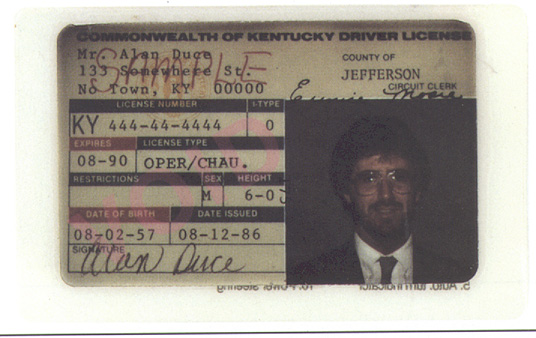 COMMONWEALTH OF KENTUCKY DRIVER LICENSE
Mr. Alan Duce
133 Somewhere St.
No Town, KY 00000
SAMPLE
COUNTY OF
JEFFERSON
CIRCUIT CLERK
LICENSE NUMBER I-TYPE
KY 444-44-4444 0
EXPIRES LICENSE TYPE
08-90 OPER/CHAU.
RESTRICTIONS SEX HEIGHT
M 6-0
DATE OF BIRTH DATE ISSUED
08-02-57 08-12-86
SIGNATURE
Alan Duce